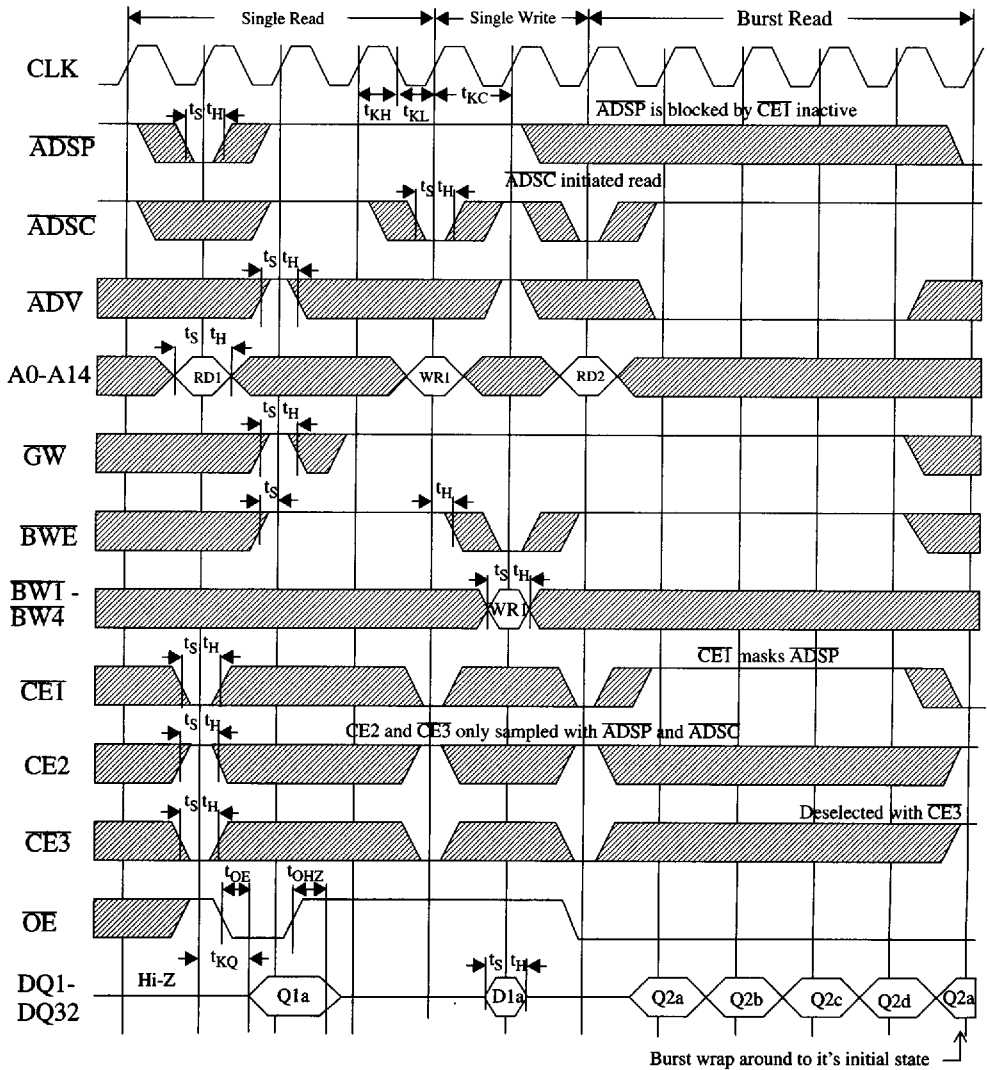 Single Read Single Write Burst Read
CLK
tKH tKL tKC
ADSP is blocked by CE1 inactive
tS tH
ADSP
ADSC initiated read
tS tH
ADSC
tS tH
ADV
tS tH
A0-A14 RD1 WR1 RD2
tS tH
GW
tS tH
BWE
BW1 -
BW4
tS tH
WR1
CE1 masks ADSP
tS tH
CE1
CE2 and CE3 only sampled with ADSP and ADSC
tS tH
CE2
Deselected with CE3
tS tH
CE3
tOE tOHZ
OE
tKQ
Hi-Z
tS tH
DQ1-
DQ32
Q1a D1a Q2a Q2b Q2c Q2d Q2a
Burst wrap around to it's initial state